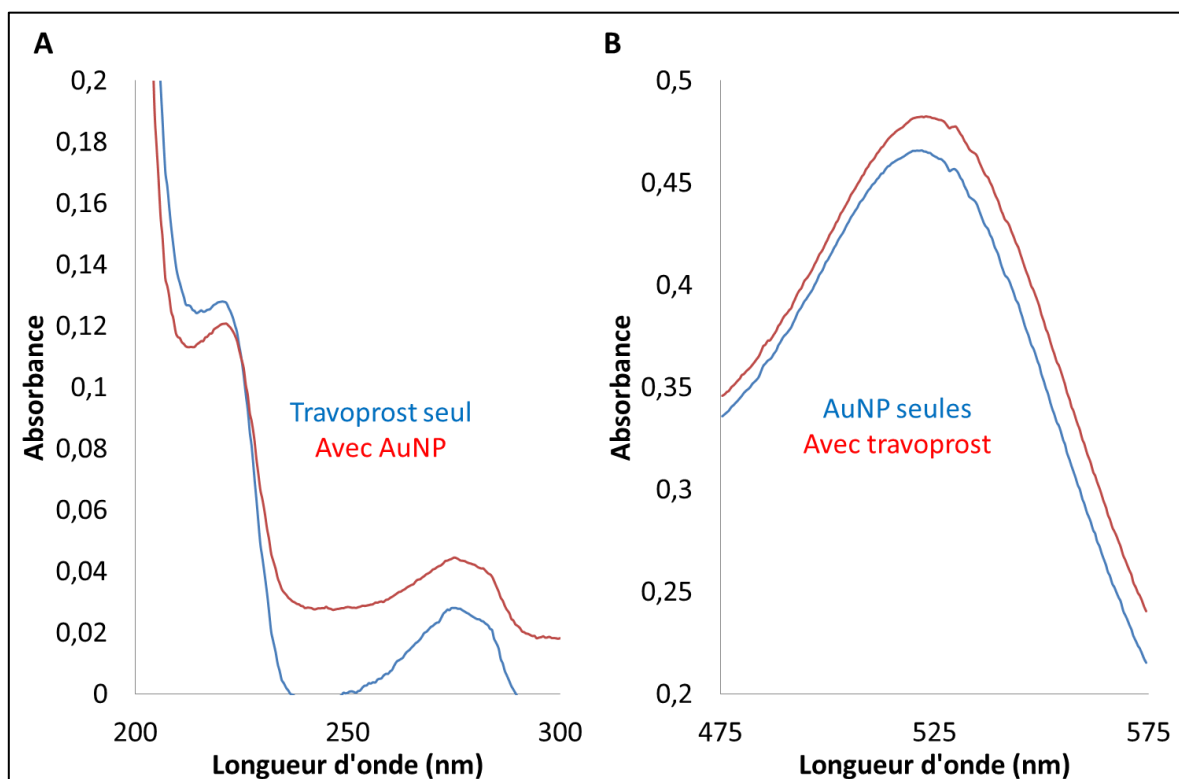 A
0,2
0,18
0,16
0,14
0,12
0,1
0,08
0,06
0,04
0,02
0
Absorbance
Travoprost seul
Avec AuNP
200
250
300
Longueur d'onde (nm)
B
0,5
0,45
0,4
0,35
0,3
0,25
0,2
Absorbance
AuNP seules
Avec travoprost
475
525
575
Longueur d'onde (nm)